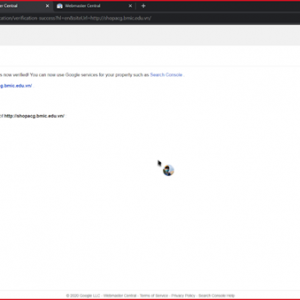 r Central
Webmaster Central
ation/verification-success?hl=en&siteUrl=http://shopacg.bmic.edu.vn/
s now verified! You can now use Google services for your property such as Search Console
g.bmic.edu.vn/
http://shopacg.bmic.edu.vn/
© 2020 Google LLC - Webmaster Central - Terms of Service - Privacy Policy - Search Console Help